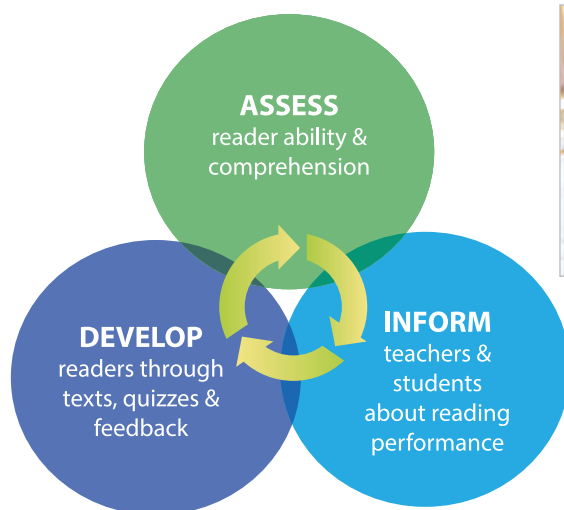 ASSESS
reader ability &
comprehension
DEVELOP
readers through
texts, quizzes &
feedback
INFORM
teachers &
students
about reading
performance